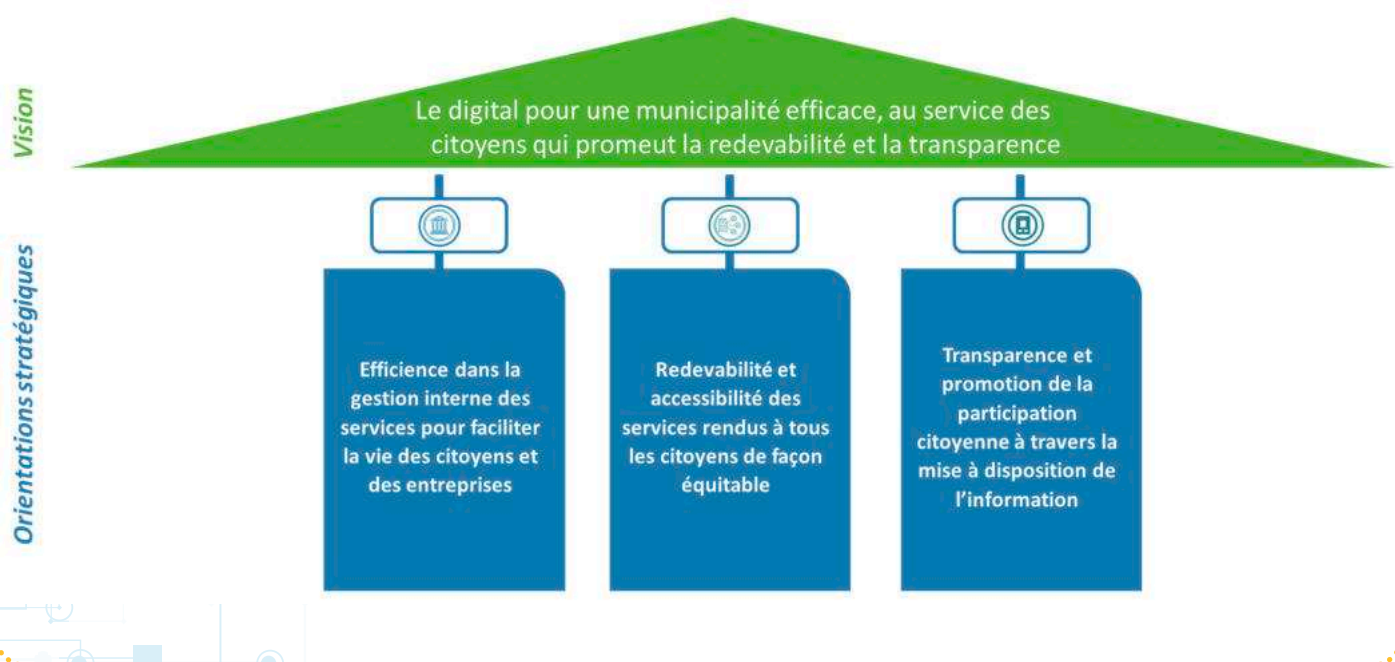 Vision
Le digital pour une municipalité efficace, au service des
citoyens qui promeut la redevabilité et la transparence
Orientations stratégiques
Efficience dans la
gestion interne des
services pour faciliter
la vie des citoyens et
des entreprises
Redevabilité et
accessibilité des
services rendus à tous
les citoyens de façon
équitable
Transparence et
promotion de la
participation
citoyenne à travers la
mise à disposition de
l'information